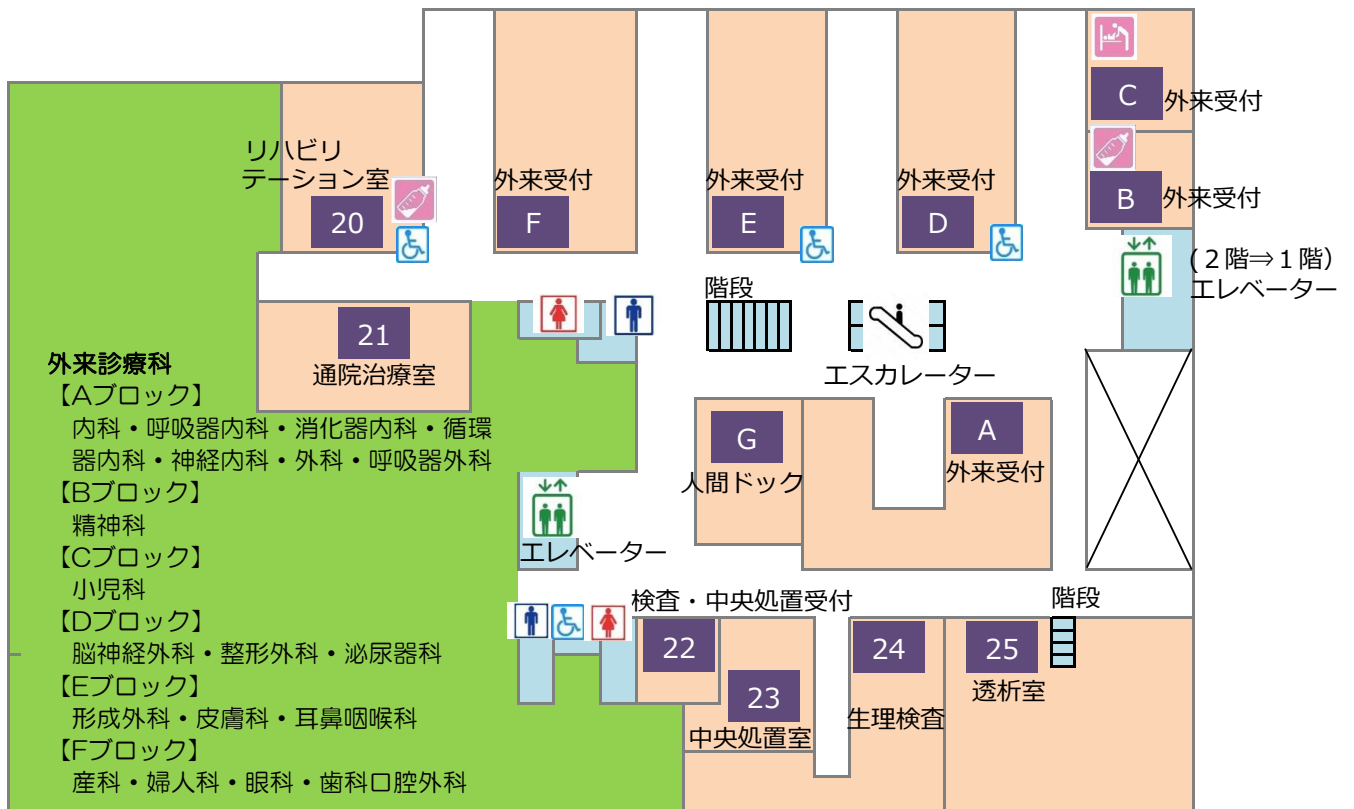 C
外来受付
リハビリ
テーション室
20
外来受付
F
外来受付
E
外来受付
D
B
外来受付
(2階⇒1階)
エレベーター
階段
エスカレーター
21
通院治療室
外来診療科
【Aブロック】
内科・呼吸器内科・消化器内科・循環
器内科・神経内科・外科・呼吸器外科
【Bブロック】
精神科
【Cブロック】
小児科
【Dブロック】
脳神経外科・整形外科・泌尿器科
【Eブロック】
形成外科・皮膚科・耳鼻咽喉科
【Fブロック】
産科・婦人科・眼科・歯科口腔外科
G
人間ドック
A
外来受付
エレベーター
検査・中央処置受付
階段
22
23
中央処置室
24
生理検査
25
透析室